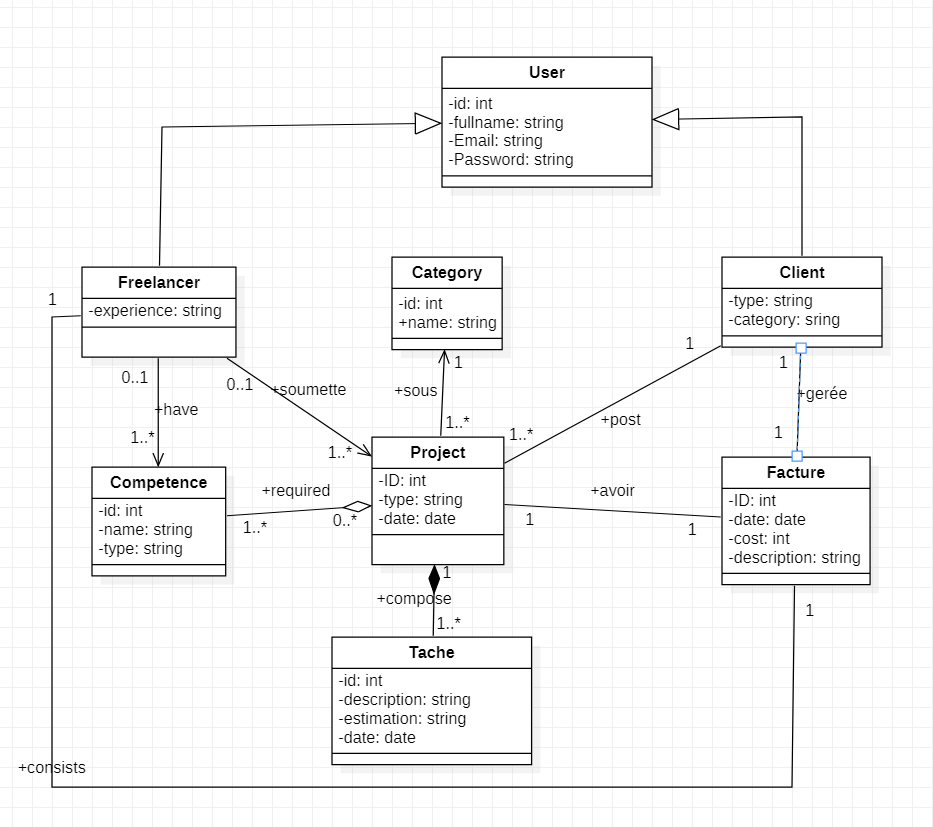 User
-id: int
-fullname: string
-Email: string
-Password: string
Freelancer
-experience: string
Category
-id: int
+name: string
Client
-type: string
-category: sring
1
0..1
+have
1..*
0..1
+soumette
1..*
1
+sous
1..*
1
+post
1..*
1
+gerée
1
Competence
-id: int
-name: string
-type: string
+required
1..*
0..*
Project
-ID: int
-type: string
-date: date
+avoir
1
1
Facture
-ID: int
-date: date
-cost: int
-description: string
1
+compose
1..*
1
Tache
-id: int
-description: string
-estimation: string
-date: date
+consists